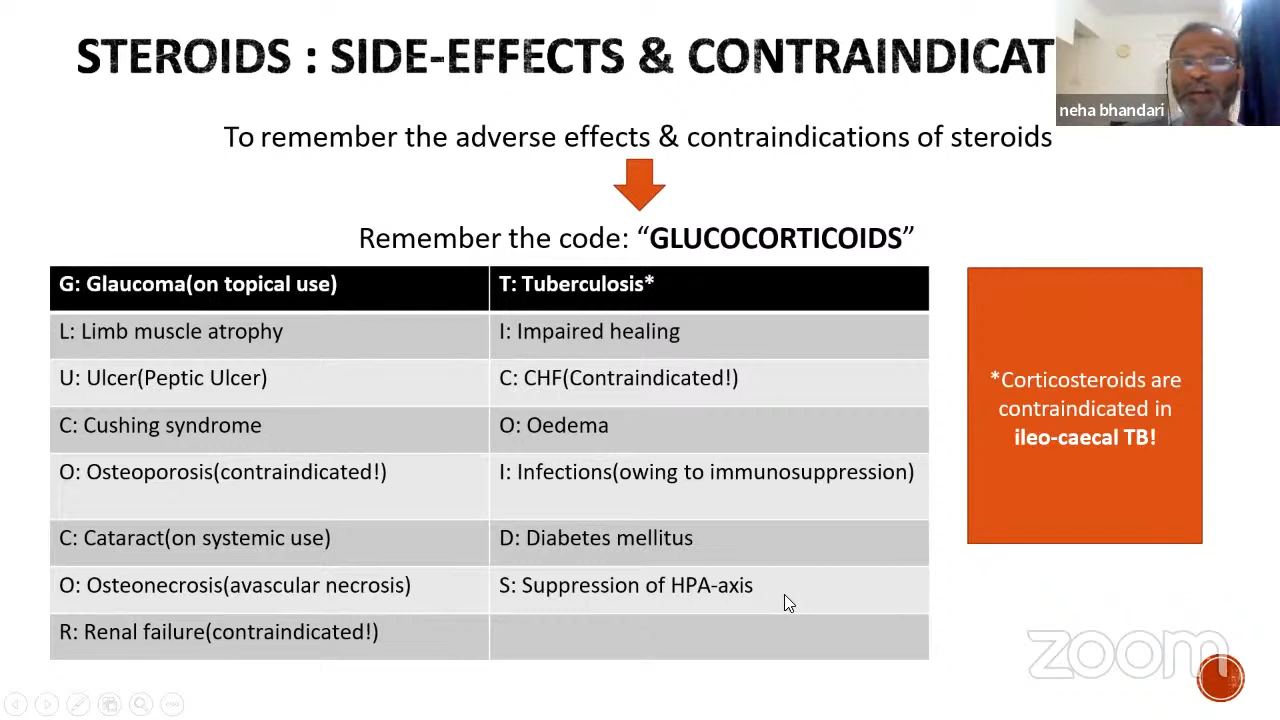 STEROIDS : SIDE-EFFECTS & CONTRAINDICAT
neha bhandari
To remember the adverse effects & contraindications of steroids
Remember the code: “GLUCOCORTICOIDS”
G: Glaucoma(on topical use)
T: Tuberculosis*
L: Limb muscle atrophy
I: Impaired healing
U: Ulcer(Peptic Ulcer)
C: CHF(Contraindicated!)
C: Cushing syndrome
O: Oedema
O: Osteoporosis(contraindicated!)
I: Infections(owing to immunosuppression)
C: Cataract(on systemic use)
D: Diabetes mellitus
O: Osteonecrosis(avascular necrosis)
S: Suppression of HPA-axis
R: Renal failure(contraindicated!)
*Corticosteroids are
contraindicated in
ileo-caecal TB!
zoom